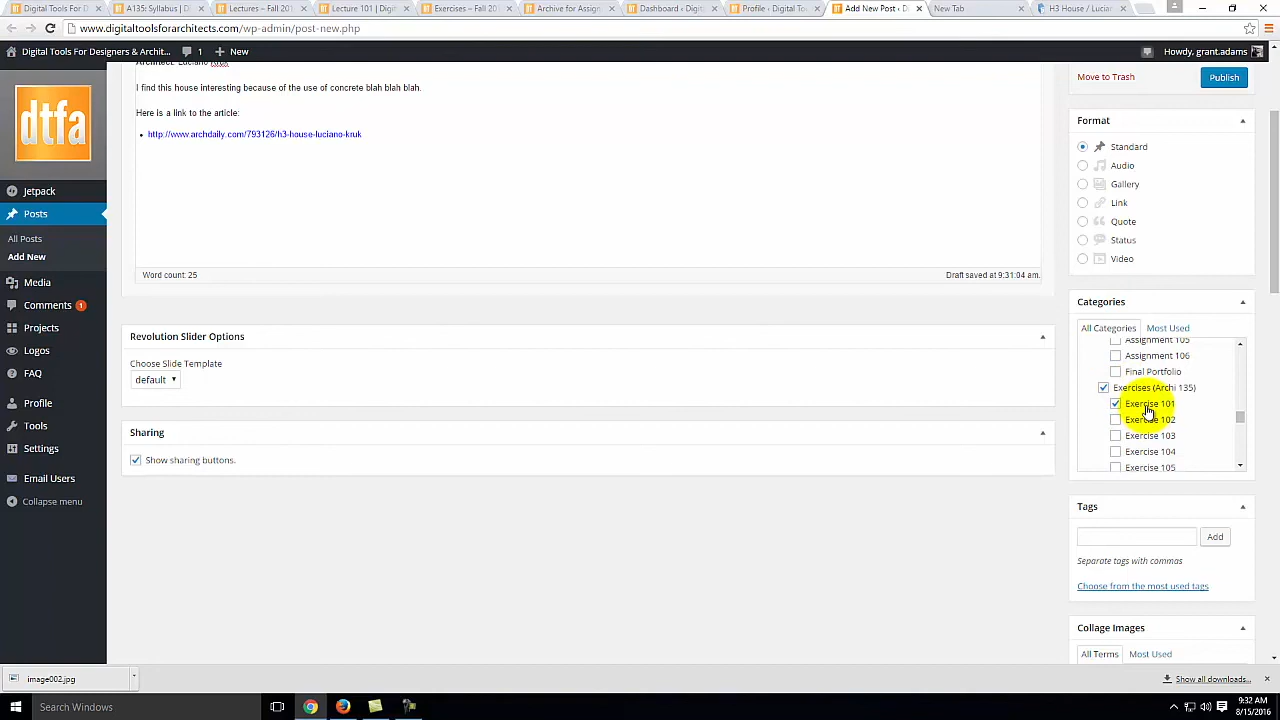 Digital Tools For D
A135: Syllabus | D
Lectures – Fall 201
Lecture 101 | Digit
Exercises – Fall 20
Archive for Assign
Dashboard ‹ Digit
Profile ‹ Digital To
Add New Post ‹ D
New Tab
H3 House / Lucian
www.digitaltoolsforarchitects.com/wp-admin/post-new.php
Digital Tools For Designers & Archit... 1 New Howdy, grant.adams
dtfa
Jetpack
Posts
All Posts
Add New
Media
Comments 1
Projects
Logos
FAQ
Profile
Tools
Settings
Email Users
Collapse menu
Architect: Luciano Kruk
I find this house interesting because of the use of concrete blah blah blah.
Here is a link to the article:
• http://www.archdaily.com/793126/h3-house-luciano-kruk
Word count: 25 Draft saved at 9:31:04 am.
Revolution Slider Options
Choose Slide Template
default
Sharing
Show sharing buttons.
Move to Trash Publish
Format
Standard
Audio
Gallery
Link
Quote
Status
Video
Categories
All Categories Most Used
Assignment 105
Assignment 106
Final Portfolio
Exercises (Archi 135)
Exercise 101
Exercise 102
Exercise 103
Exercise 104
Exercise 105
Tags
Add
Separate tags with commas
Choose from the most used tags
Collage Images
All Terms Most Used
image002.jpg Show all downloads...
Search Windows 9:32 AM
8/15/2016